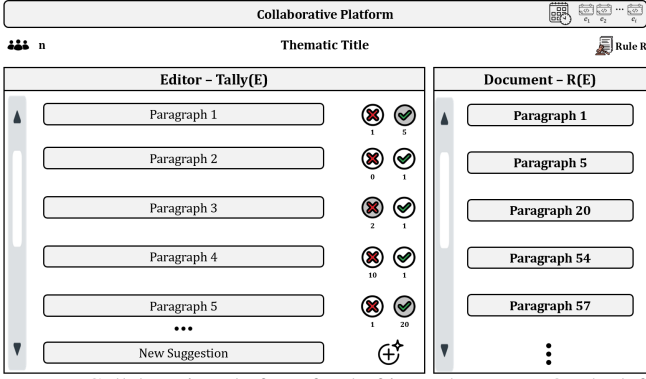 Collaborative Platform
e1 e2 ... ei
n
Thematic Title
Rule R
Editor – Tally(E)
Paragraph 1
1 5
Paragraph 2
0 1
Paragraph 3
2 1
Paragraph 4
10 1
Paragraph 5
1 20
...
New Suggestion
Document – R(E)
Paragraph 1
Paragraph 5
Paragraph 20
Paragraph 54
Paragraph 57